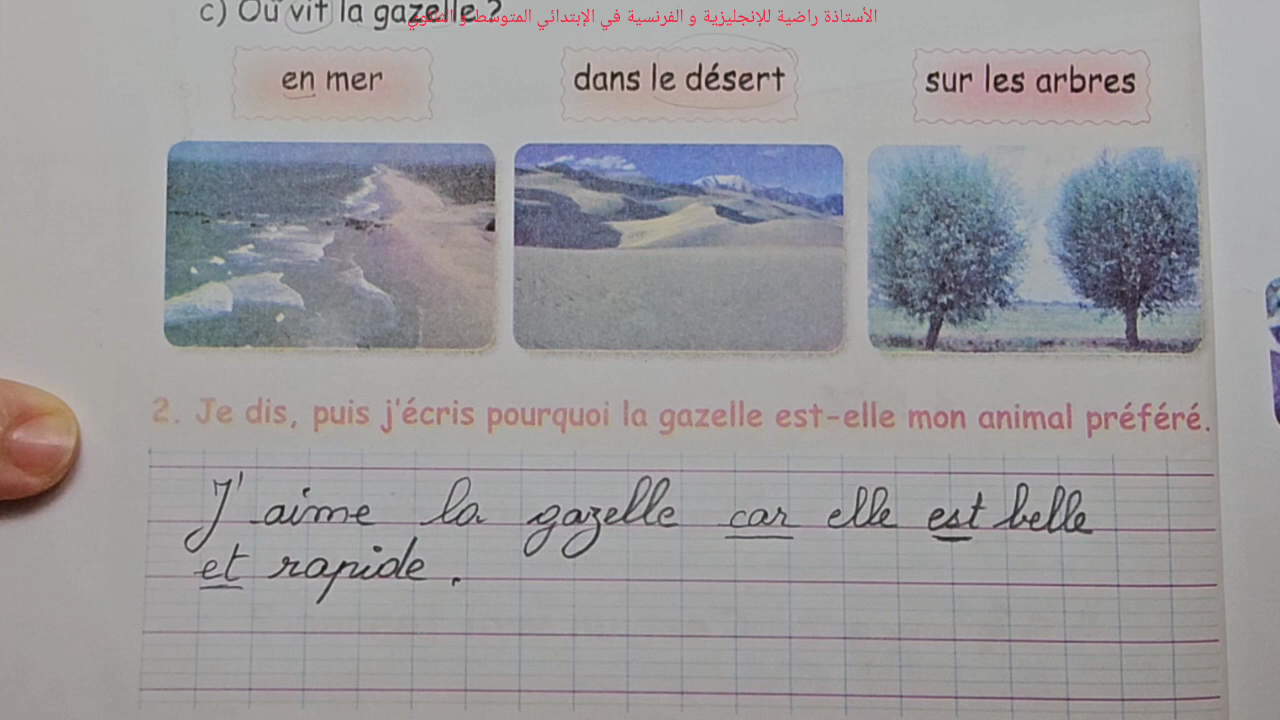 c) Où vit la gazelle ?
الأستاذة راضية للإنجليزية و الفرنسية في الإبتدائي المتوسط و الثانوي
en mer
dans le désert
sur les arbres
2. Je dis, puis j'écris pourquoi la gazelle est-elle mon animal préféré.
J'aime la gazelle car elle est belle
et rapide.